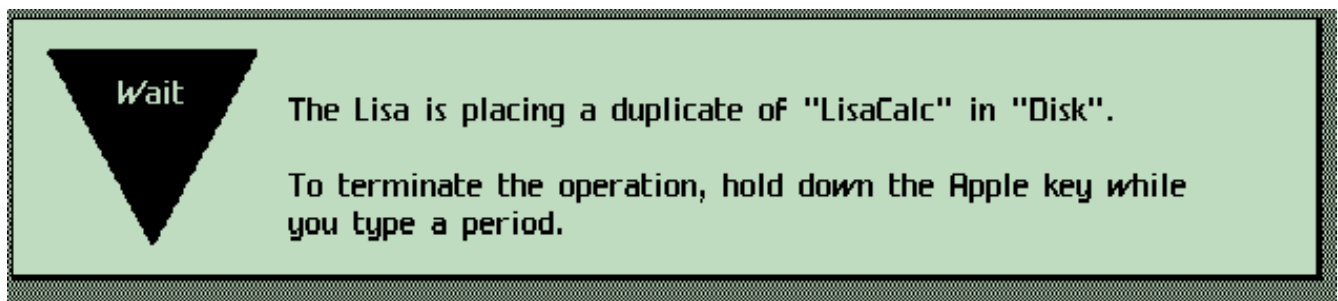 Wait
The Lisa is placing a duplicate of "LisaCalc" in "Disk".
To terminate the operation, hold down the Apple key while
you type a period.